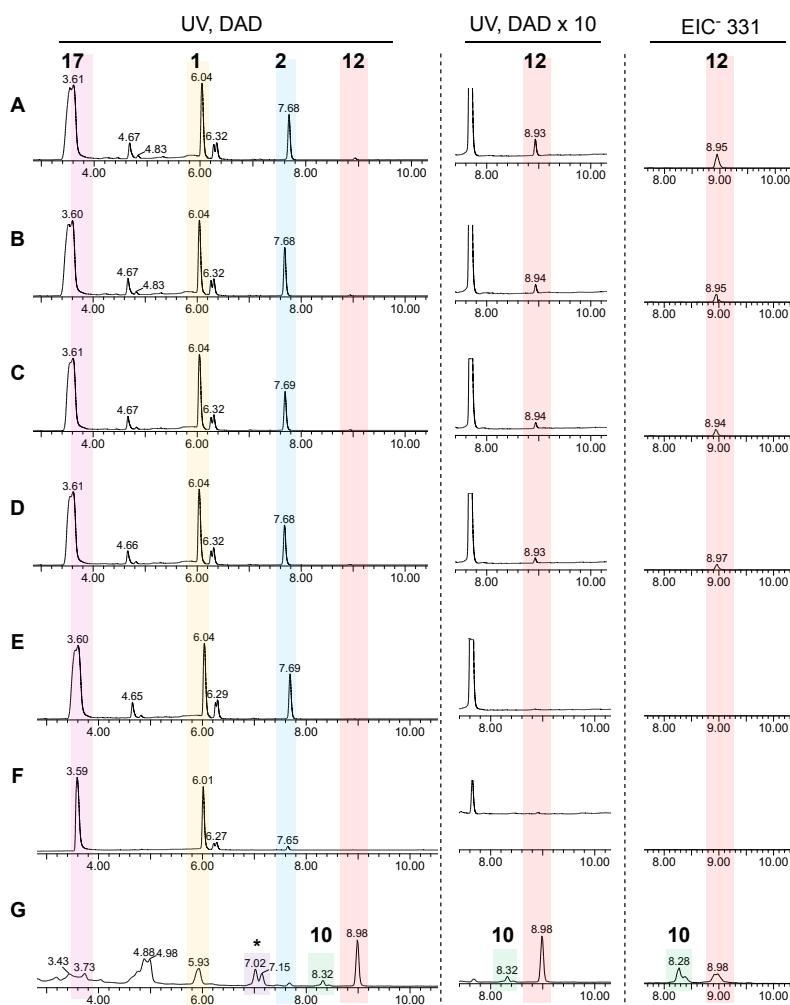 UV, DAD UV, DAD x 10 EIC⁻ 331
17 1 2 12 12 12
A
3.61 4.67 4.83 6.04 6.32 7.68 8.93 8.95
4.00 6.00 8.00 10.00 8.00 10.00 8.00 9.00 10.00
B
3.60 4.67 4.83 6.04 6.32 7.68 8.94 8.95
4.00 6.00 8.00 10.00 8.00 10.00 8.00 9.00 10.00
C
3.61 4.67 6.04 6.32 7.69 8.94 8.94
4.00 6.00 8.00 10.00 8.00 10.00 8.00 9.00 10.00
D
3.61 4.66 6.04 6.32 7.68 8.93 8.97
4.00 6.00 8.00 10.00 8.00 10.00 8.00 9.00 10.00
E
3.60 4.65 6.04 6.29 7.69
4.00 6.00 8.00 10.00 8.00 10.00 8.00 9.00 10.00
F
3.59 6.01 6.27 7.65
4.00 6.00 8.00 10.00 8.00 10.00 8.00 9.00 10.00
G
* 10 10 10
3.43 3.73 4.88 4.98 5.93 7.02 7.15 8.32 8.98 8.32 8.98 8.28 8.98
4.00 6.00 8.00 10.00 8.00 10.00 8.00 9.00 10.00